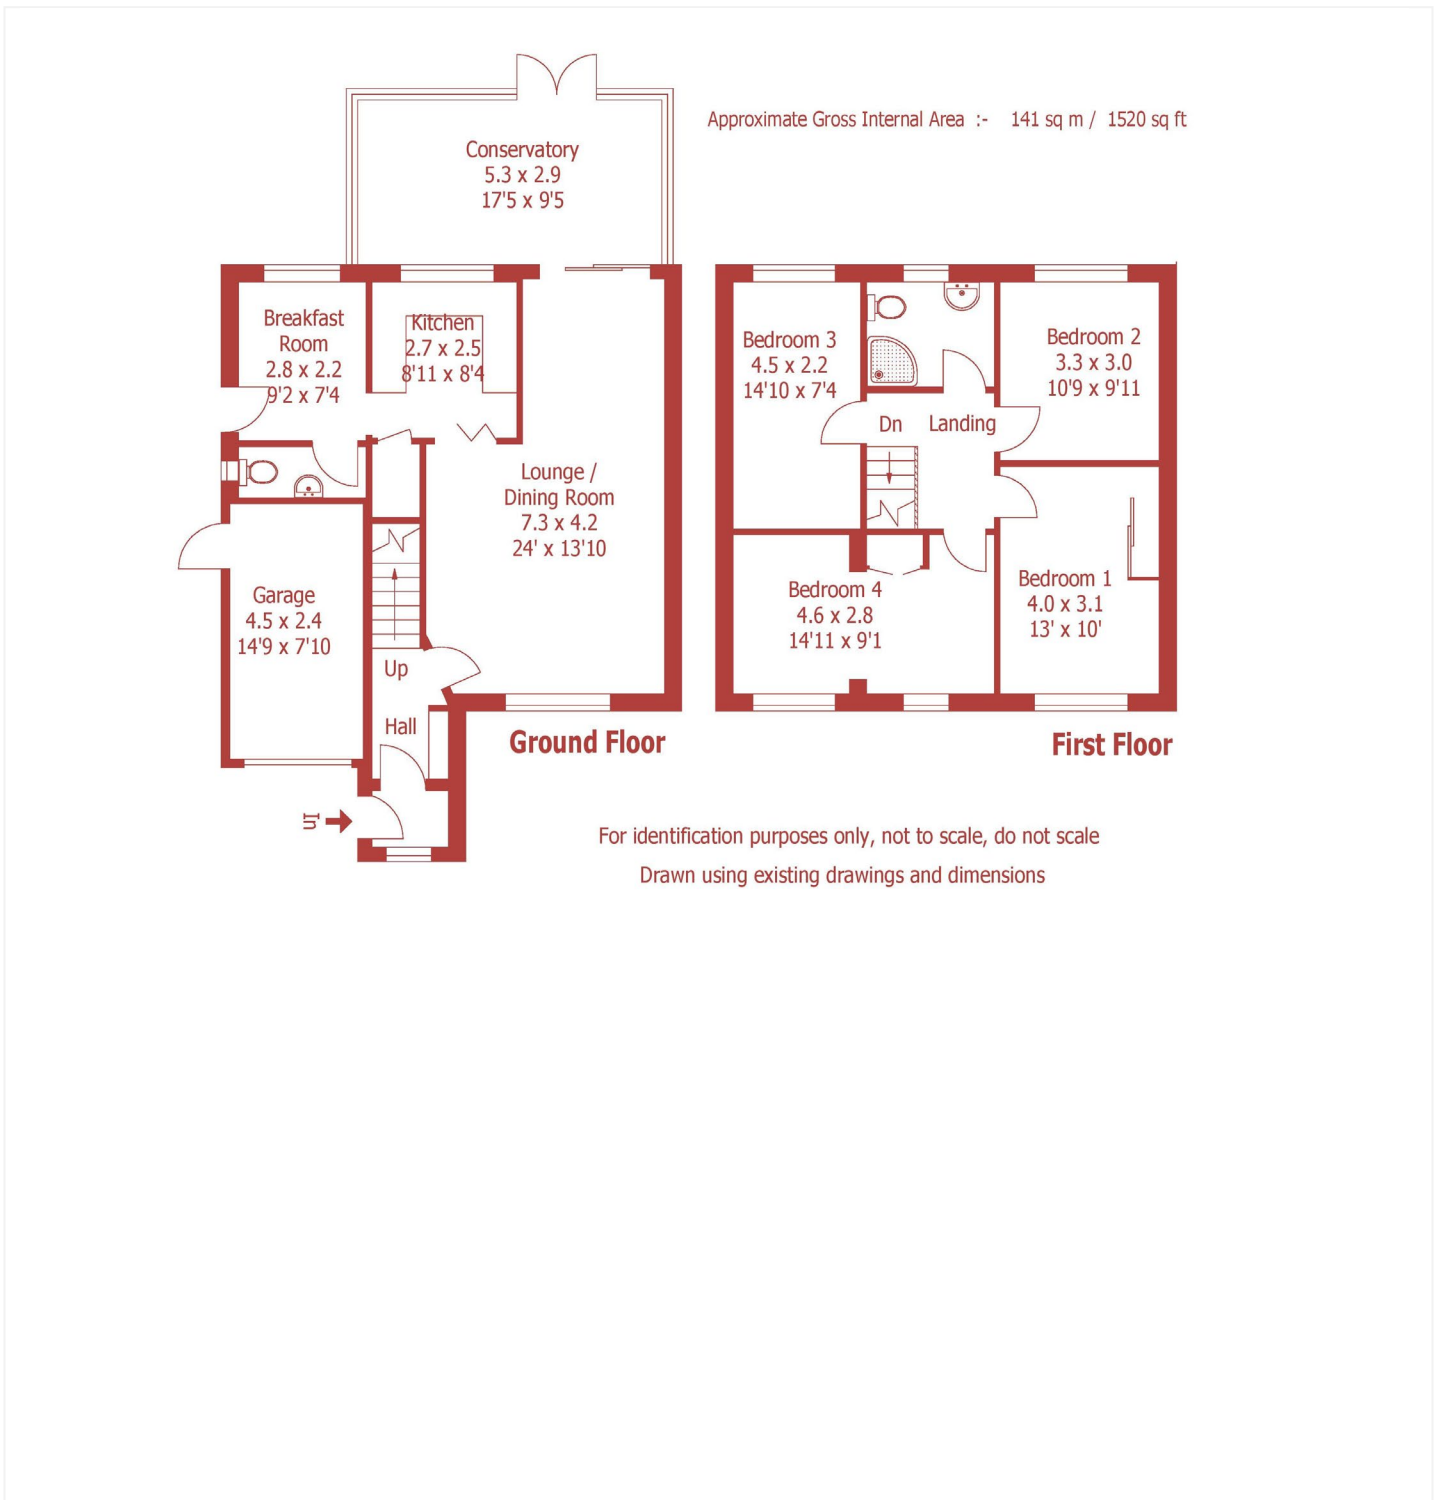 Approximate Gross Internal Area :- 141 sq m / 1520 sq ft
Conservatory
5.3 x 2.9
17'5 x 9'5
Breakfast
Room
2.8 x 2.2
9'2 x 7'4
Kitchen
2.7 x 2.5
8'11 x 8'4
Lounge /
Dining Room
7.3 x 4.2
24' x 13'10
Garage
4.5 x 2.4
14'9 x 7'10
Up
Hall
In
Ground Floor
Bedroom 3
4.5 x 2.2
14'10 x 7'4
Bedroom 2
3.3 x 3.0
10'9 x 9'11
Dn
Landing
Bedroom 4
4.6 x 2.8
14'11 x 9'1
Bedroom 1
4.0 x 3.1
13' x 10'
First Floor
For identification purposes only, not to scale, do not scale
Drawn using existing drawings and dimensions